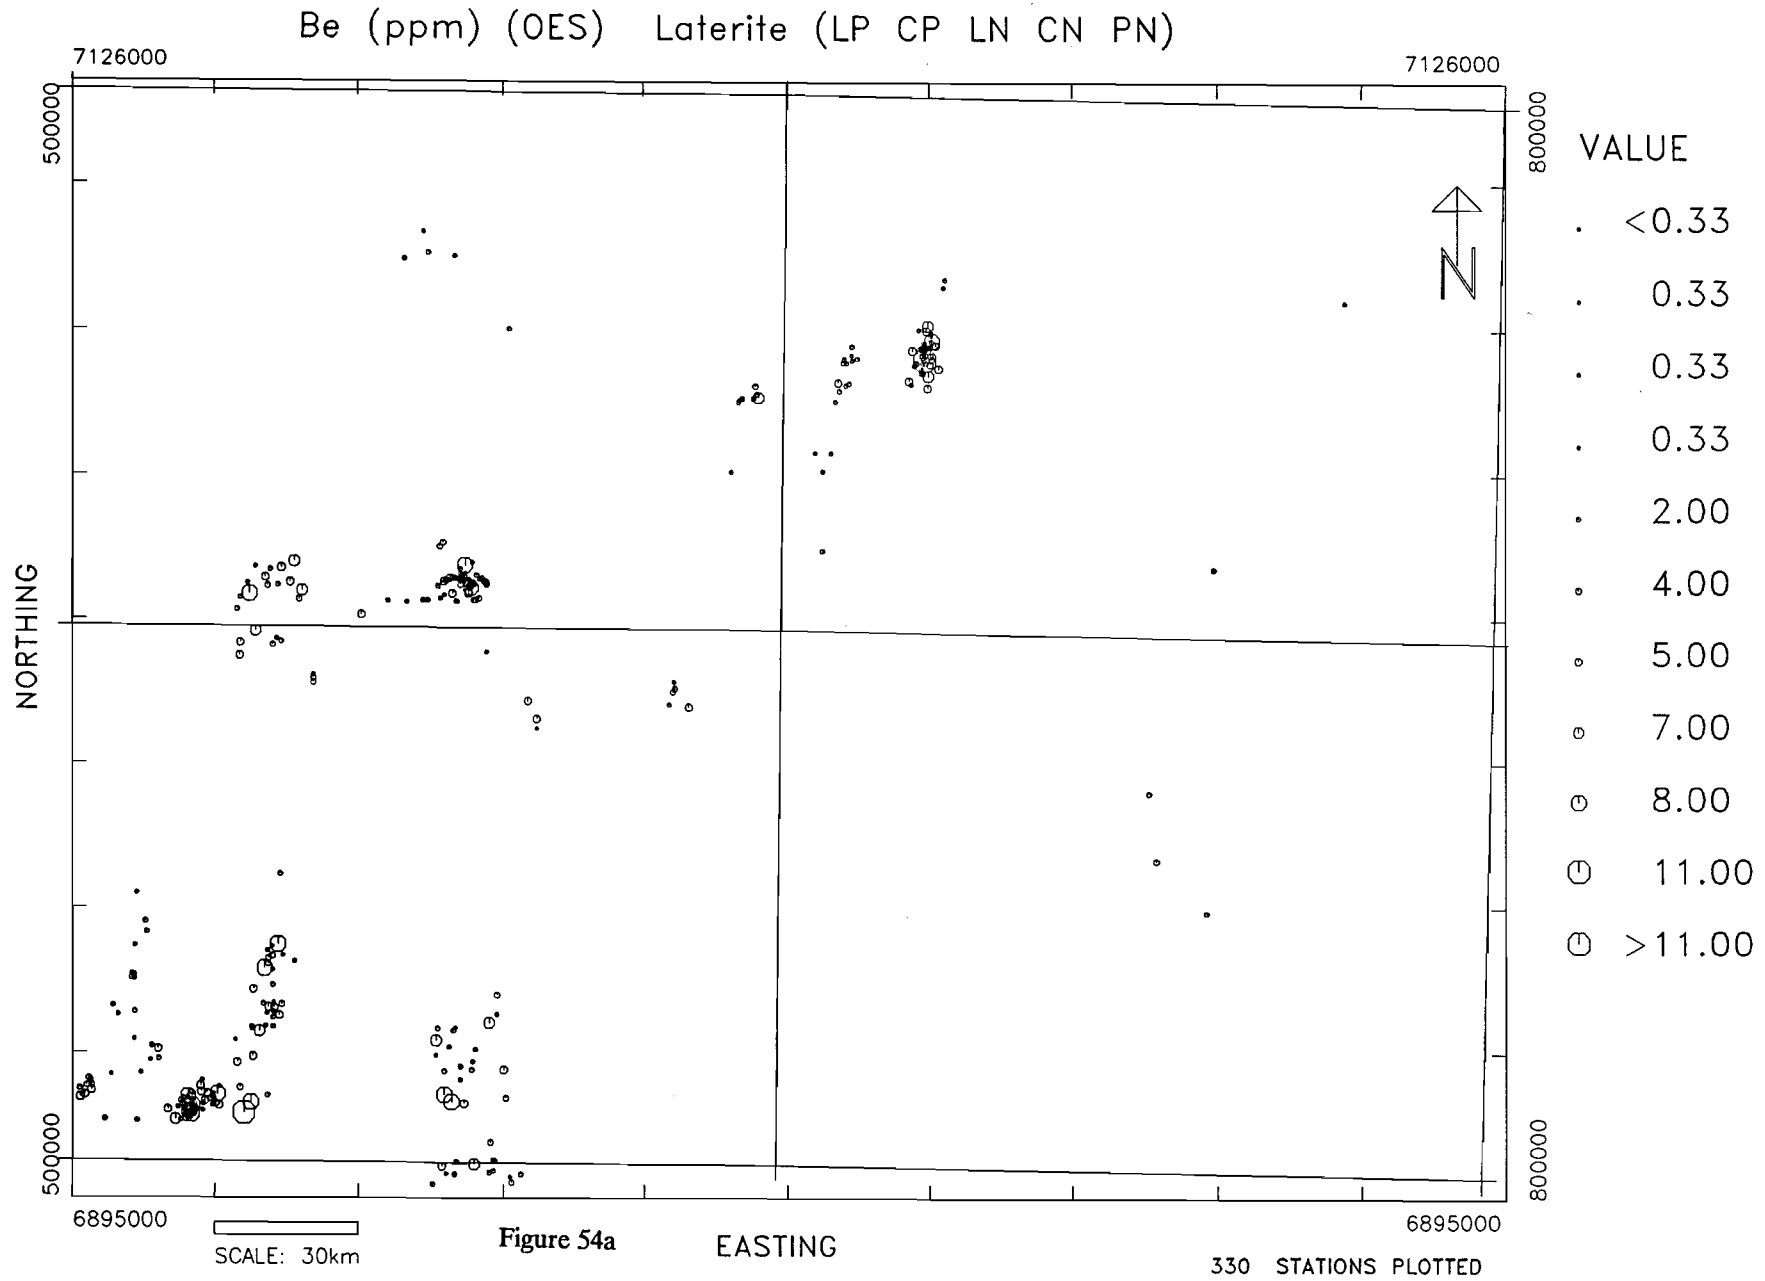 Be (ppm) (OES) Laterite (LP CP LN CN PN)
7126000
7126000
500000
800000
VALUE
<0.33
0.33
0.33
0.33
2.00
4.00
5.00
7.00
8.00
11.00
>11.00
N
NORTHING
500000
800000
6895000
6895000
SCALE: 30km
Figure 54a
EASTING
330 STATIONS PLOTTED